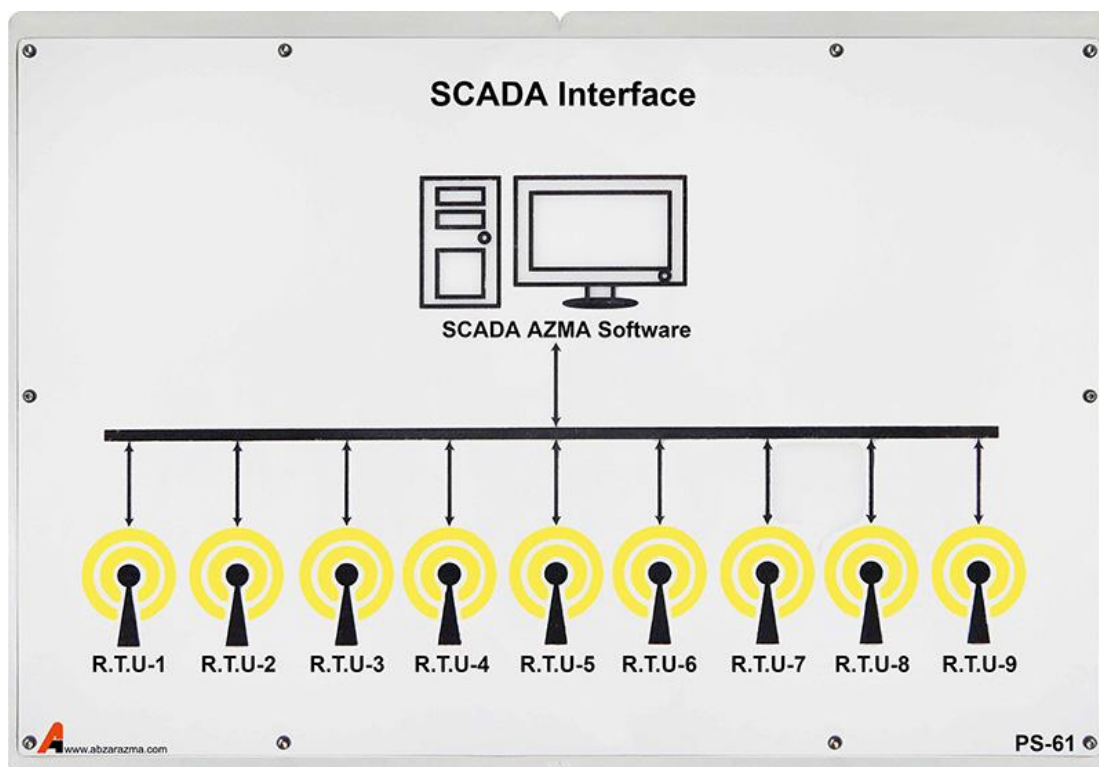 SCADA Interface
SCADA AZMA Software
R.T.U-1 R.T.U-2 R.T.U-3 R.T.U-4 R.T.U-5 R.T.U-6 R.T.U-7 R.T.U-8 R.T.U-9
www.abzarazma.com PS-61